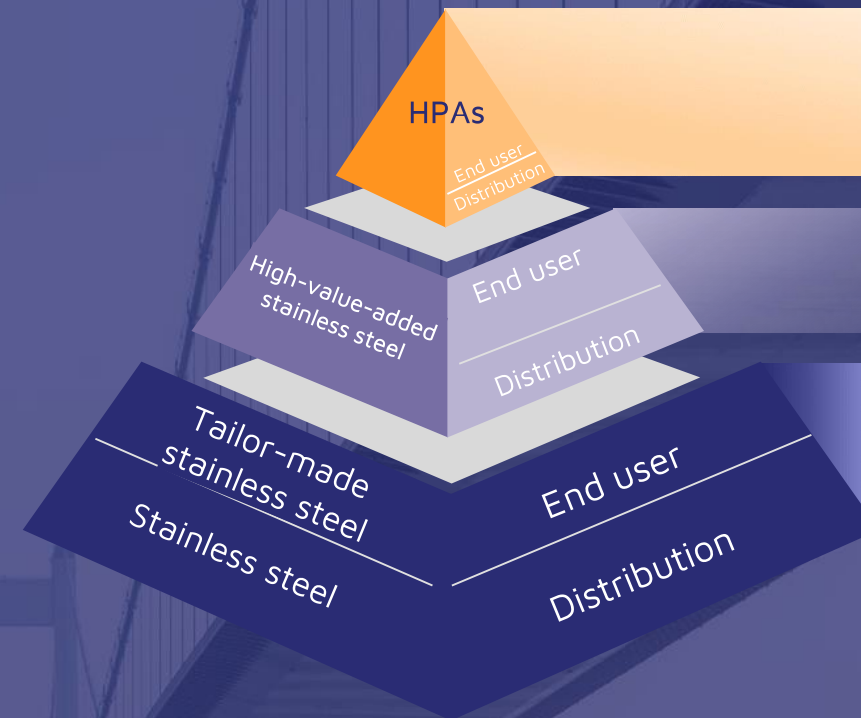 HPAs
End user
Distribution
High-value-added
stainless steel
End user
Distribution
Tailor-made
stainless steel
Stainless steel
End user
Distribution